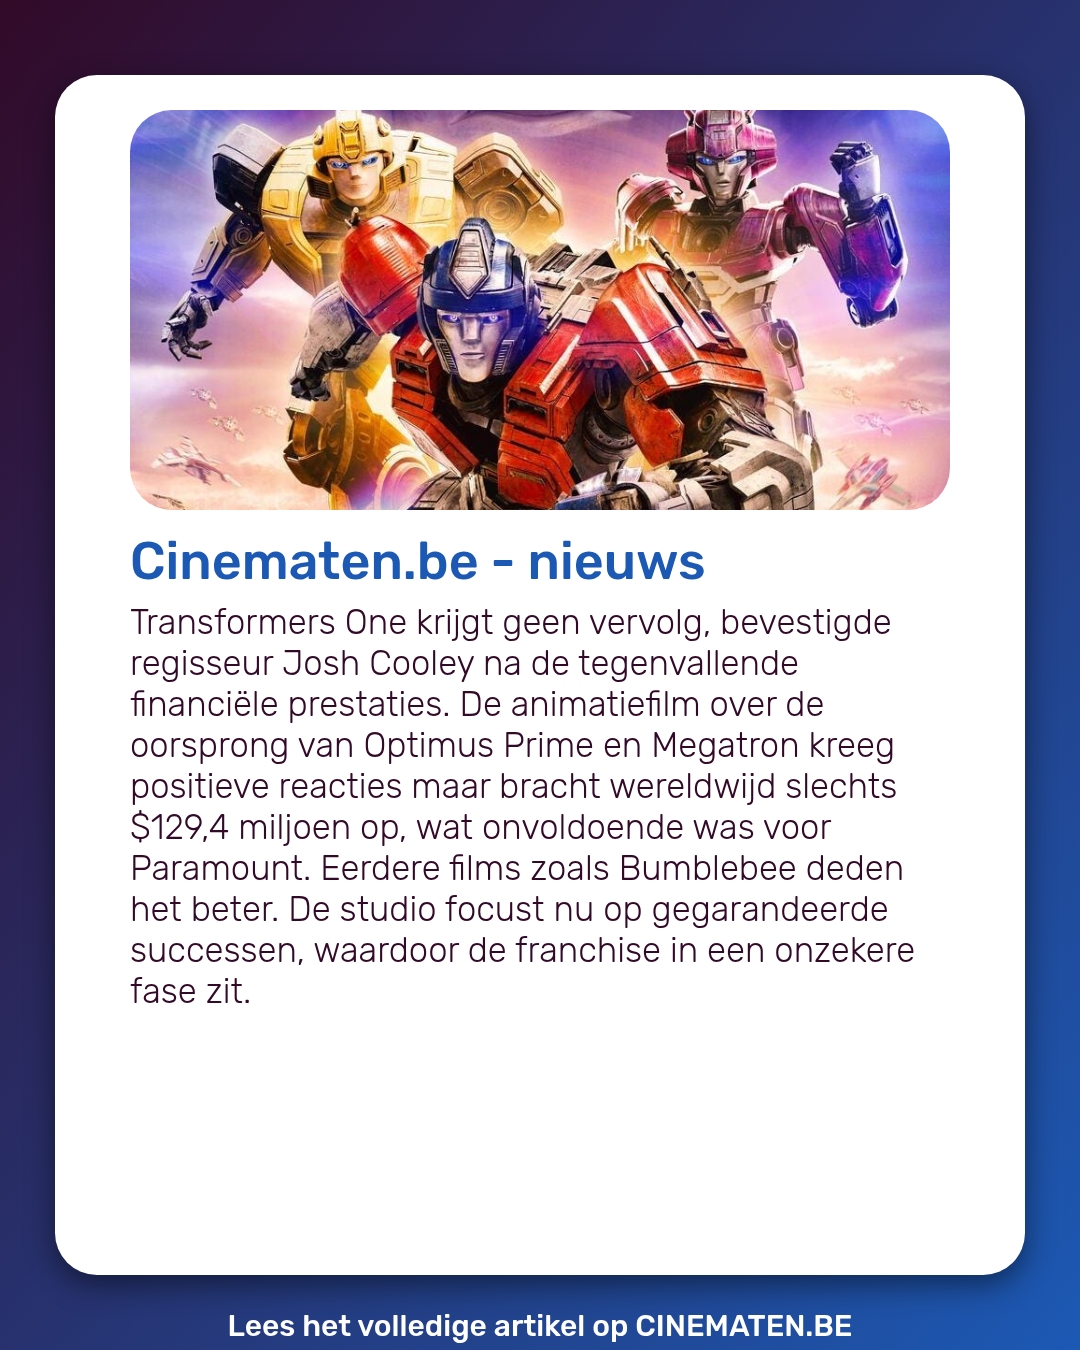 Cinematen.be - nieuws
Transformers One krijgt geen vervolg, bevestigde
regisseur Josh Cooley na de tegenvallende
financiële prestaties. De animatiefilm over de
oorsprong van Optimus Prime en Megatron kreeg
positieve reacties maar bracht wereldwijd slechts
$129,4 miljoen op, wat onvoldoende was voor
Paramount. Eerdere films zoals Bumblebee deden
het beter. De studio focust nu op gegarandeerde
successen, waardoor de franchise in een onzekere
fase zit.
Lees het volledige artikel op CINEMATEN.BE